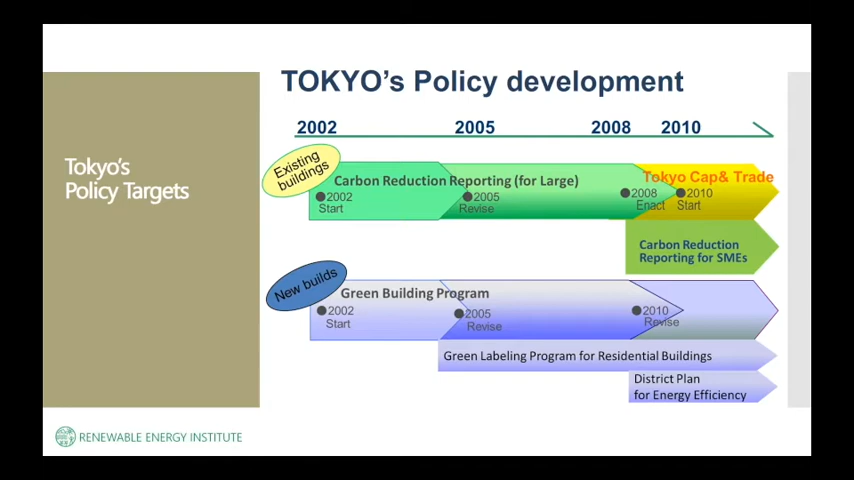 TOKYO's Policy development
Tokyo's
Policy Targets
2002 2005 2008 2010
Existing
buildings
Carbon Reduction Reporting (for Large)
Tokyo Cap& Trade
2002
Start
2005
Revise
2008
Enact
2010
Start
Carbon Reduction
Reporting for SMEs
New builds
Green Building Program
2002
Start
2005
Revise
2010
Revise
Green Labeling Program for Residential Buildings
District Plan
for Energy Efficiency
RENEWABLE ENERGY INSTITUTE